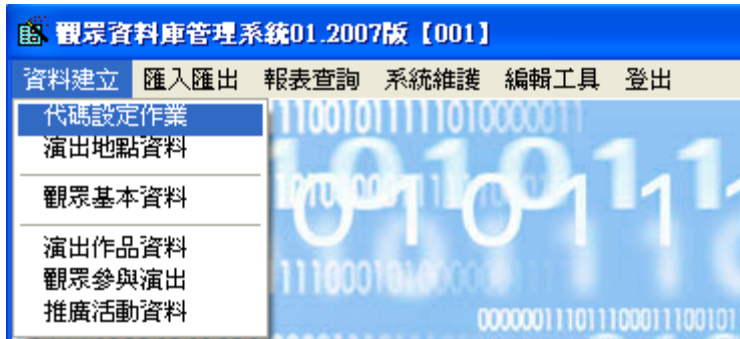 觀眾資料庫管理系統01.2007版【001】
資料建立 匯入匯出 報表查詢 系統維護 編輯工具 登出
代碼設定作業
演出地點資料
觀眾基本資料
演出作品資料
觀眾參與演出
推廣活動資料